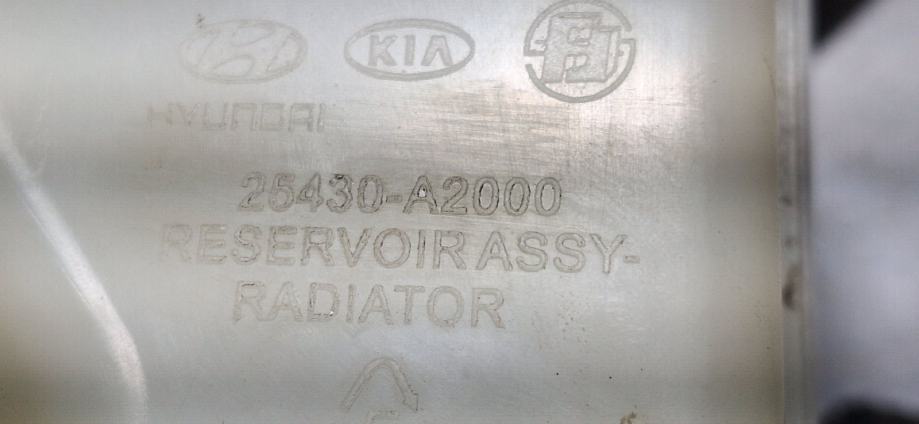 KIA
HYUNDAI
25430-A2000
RESERVOIR ASSY-
RADIATOR